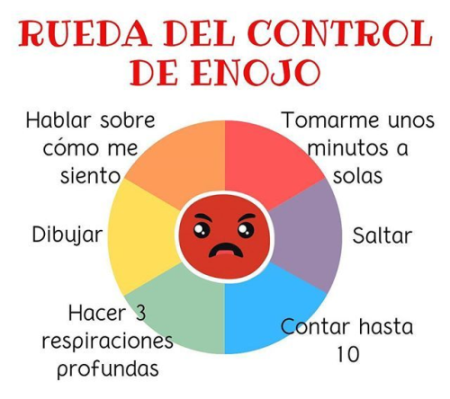 RUEDA DEL CONTROL
DE ENOJO
Hablar sobre
cómo me
siento
Tomarme unos
minutos a
solas
Dibujar
Saltar
Hacer 3
respiraciones
profundas
Contar hasta
10